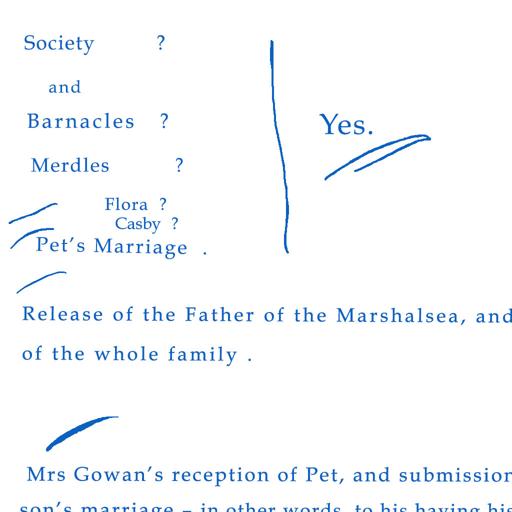 Society ?
and
Barnacles ?
Merdles ?
Yes.
Flora ?
Casby ?
Pet's Marriage .
Release of the Father of the Marshalsea, and
of the whole family .
Mrs Gowan's reception of Pet, and submission
son's marriage – in other words, to his having his